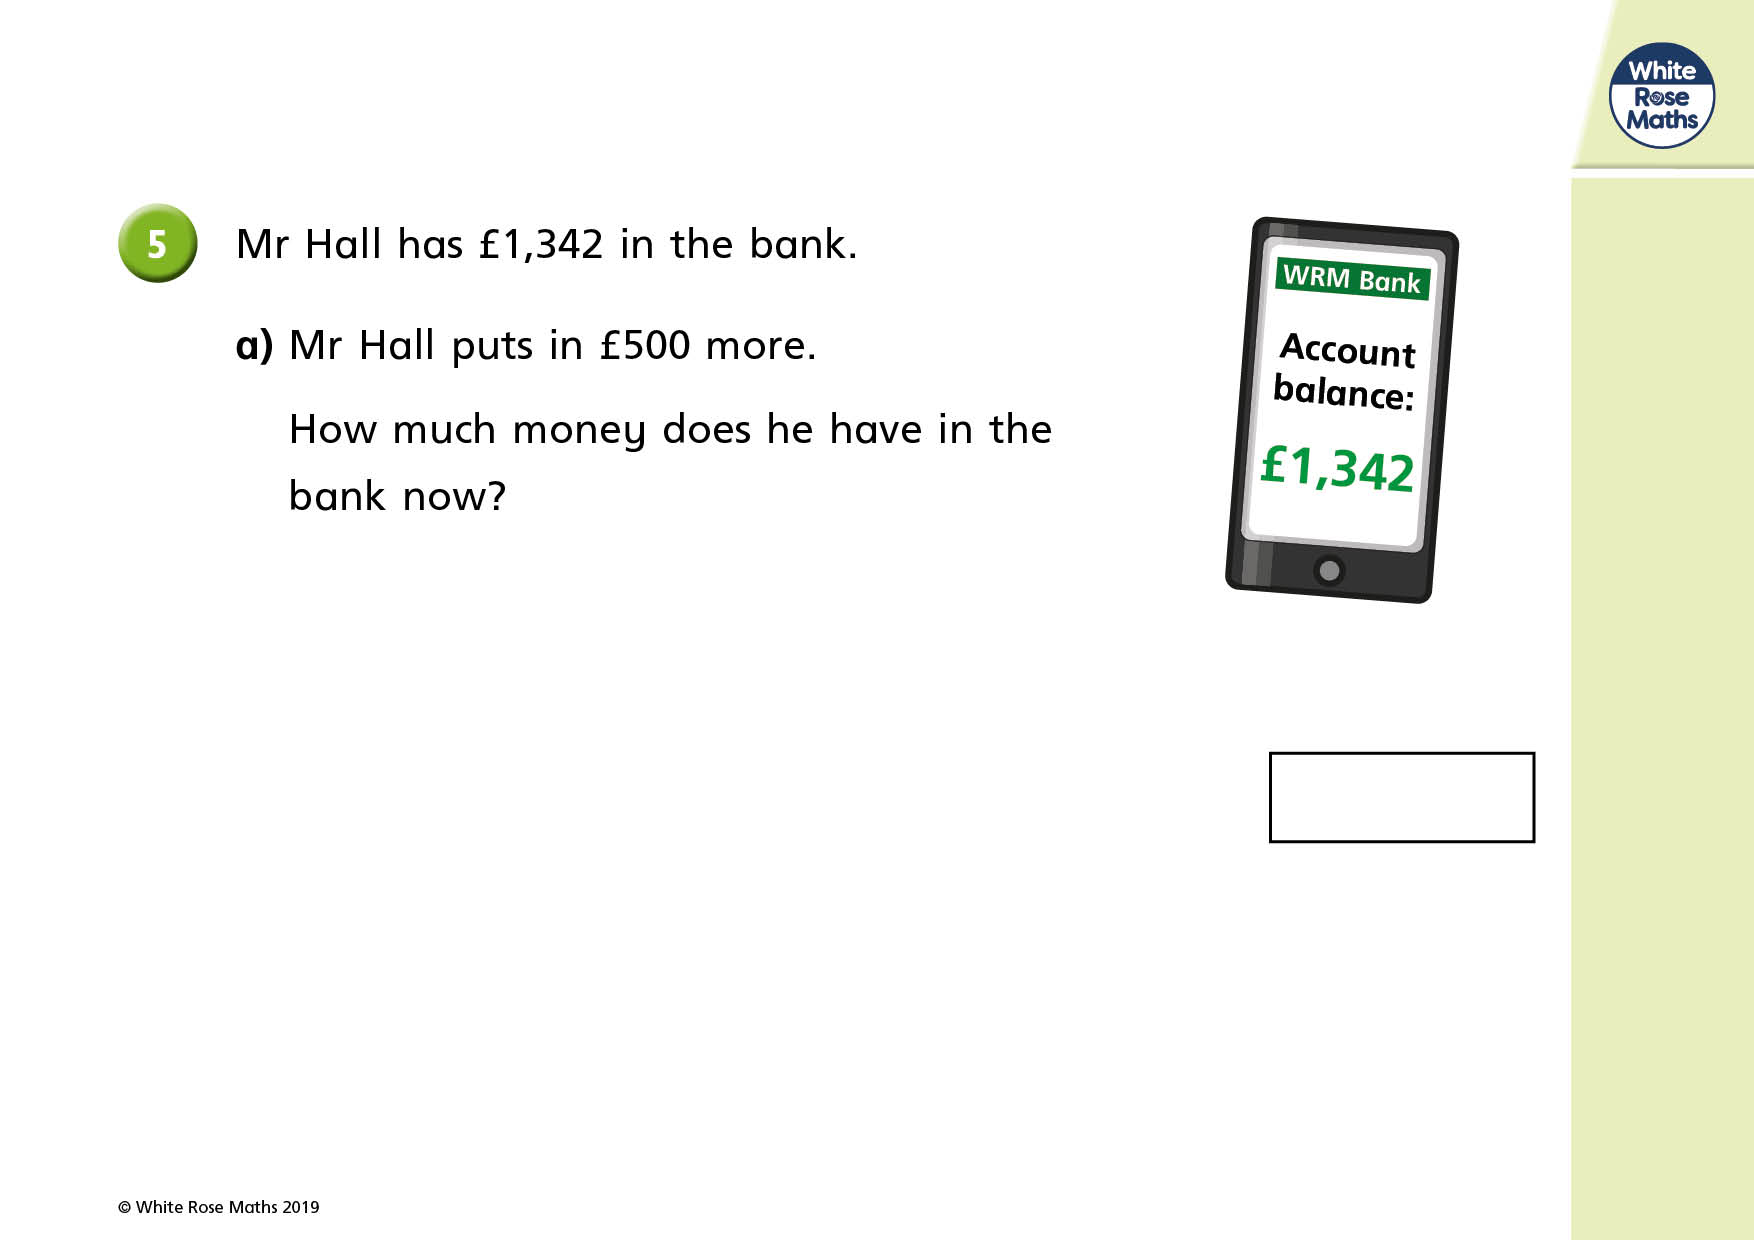 White
Rose
Maths
5 Mr Hall has £1,342 in the bank.
a) Mr Hall puts in £500 more.
How much money does he have in the
bank now?
WRM Bank
Account
balance:
£1,342
© White Rose Maths 2019